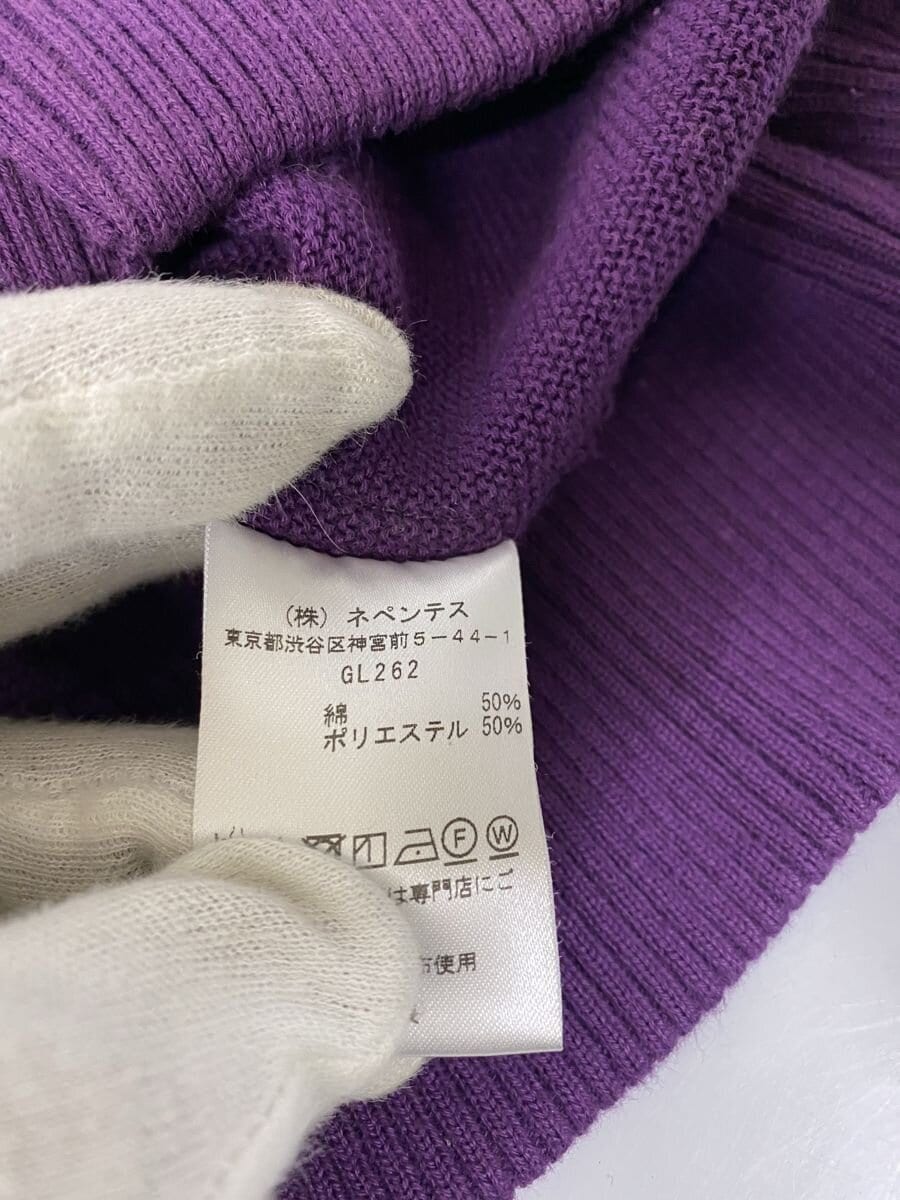 (株) ネペンテス
東京都渋谷区神宮前5-44-1
GL262
綿 50%
ポリエステル 50%
F W
は専門店にご
布使用